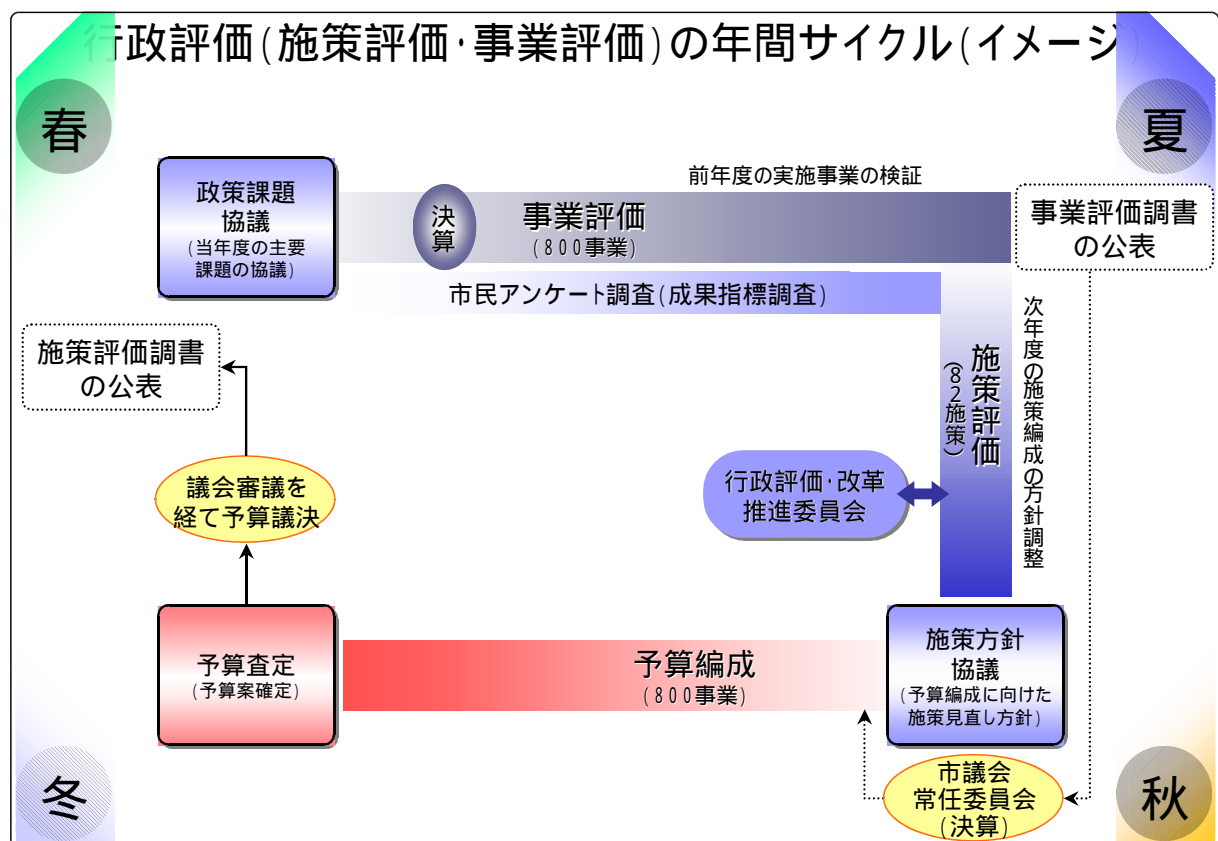 行政評価(施策評価・事業評価)の年間サイクル(イメージ)
春
夏
政策課題
協議
(当年度の主要
課題の協議)
前年度の実施事業の検証
決算
事業評価
(800事業)
事業評価調書
の公表
市民アンケート調査(成果指標調査)
施策評価
(82施策)
次年度の施策編成の方針調整
施策評価調書
の公表
行政評価・改革
推進委員会
議会審議を
経て予算議決
予算査定
(予算案確定)
予算編成
(800事業)
施策方針
協議
(予算編成に向けた
施策見直し方針)
市議会
常任委員会
(決算)
冬
秋